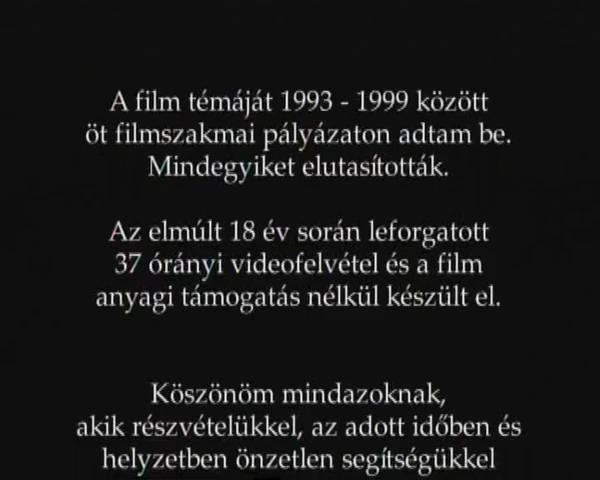 A film témáját 1993 - 1999 között
öt filmszakmai pályázaton adtam be.
Mindegyiket elutasították.
Az elmúlt 18 év során leforgatott
37 órányi videofelvétel és a film
anyagi támogatás nélkül készült el.
Köszönöm mindazoknak,
akik részvételükkel, az adott időben és
helyzetben önzetlen segítségükkel